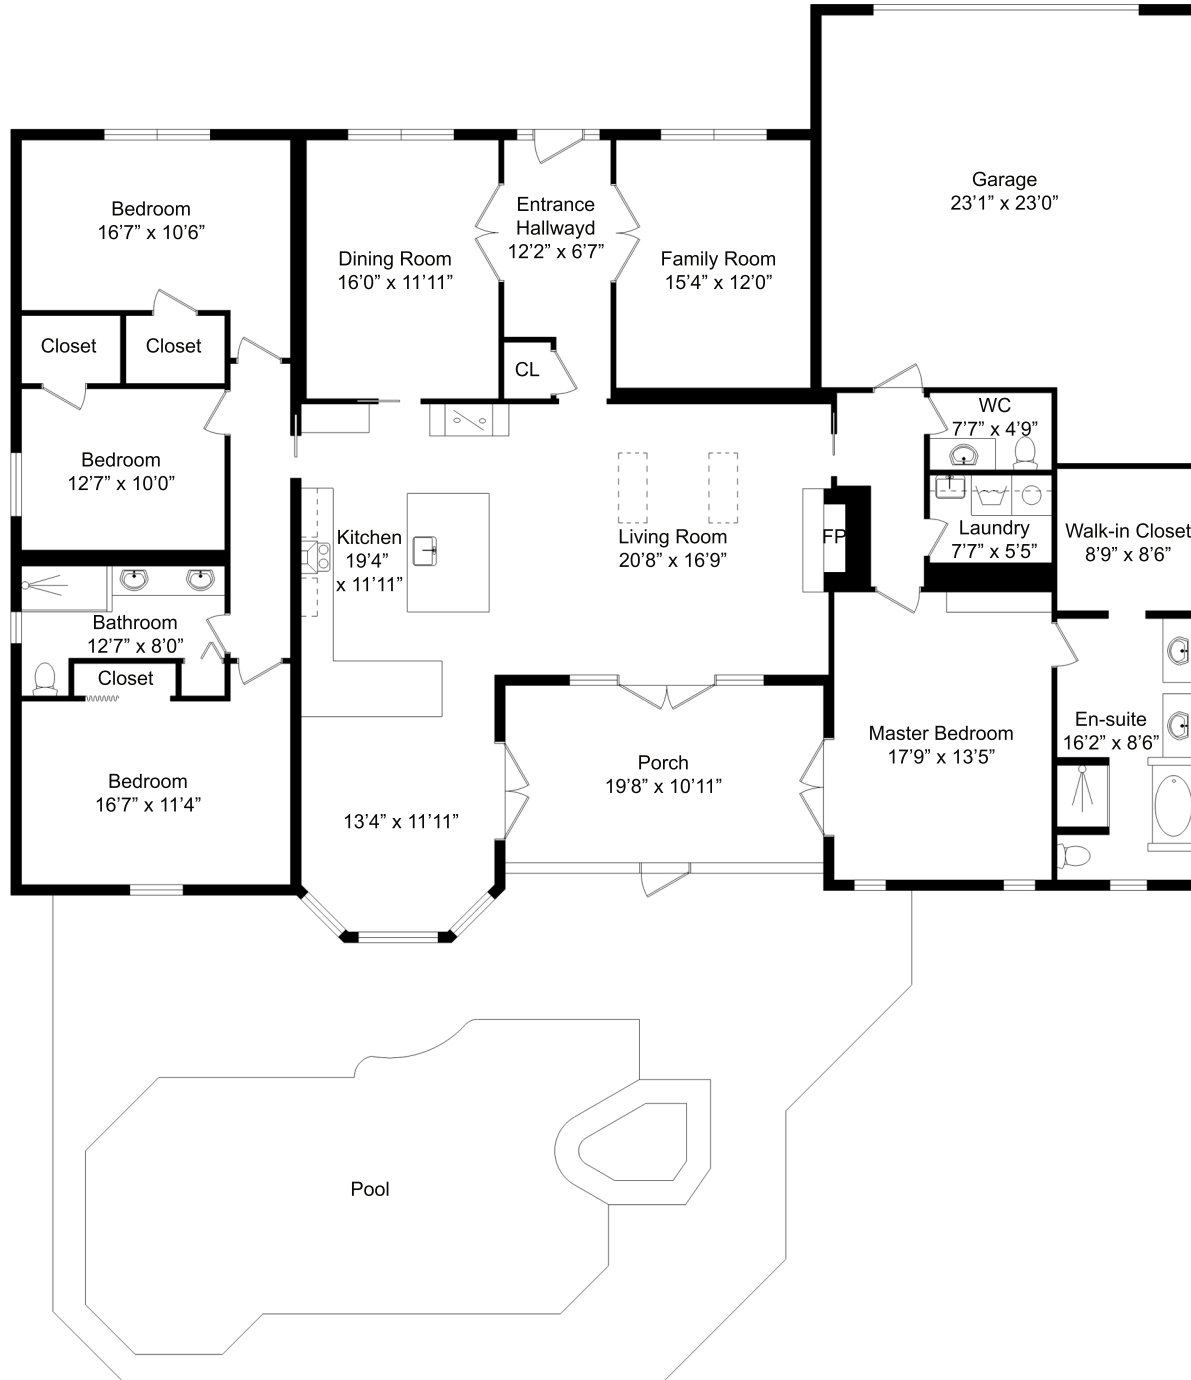 Garage
23’1” x 23’0”
Bedroom
16’7” x 10’6”
Entrance
Hallwayd
12’2” x 6’7”
Dining Room
16’0” x 11’11”
Family Room
15’4” x 12’0”
Closet
Closet
CL
WC
7’7” x 4’9”
Bedroom
12’7” x 10’0”
Kitchen
19’4”
x 11’11”
Living Room
20’8” x 16’9”
FP
Laundry
7’7” x 5’5”
Walk-in Closet
8’9” x 8’6”
Bathroom
12’7” x 8’0”
Closet
En-suite
16’2” x 8’6”
Master Bedroom
17’9” x 13’5”
Porch
19’8” x 10’11”
Bedroom
16’7” x 11’4”
13’4” x 11’11”
Pool